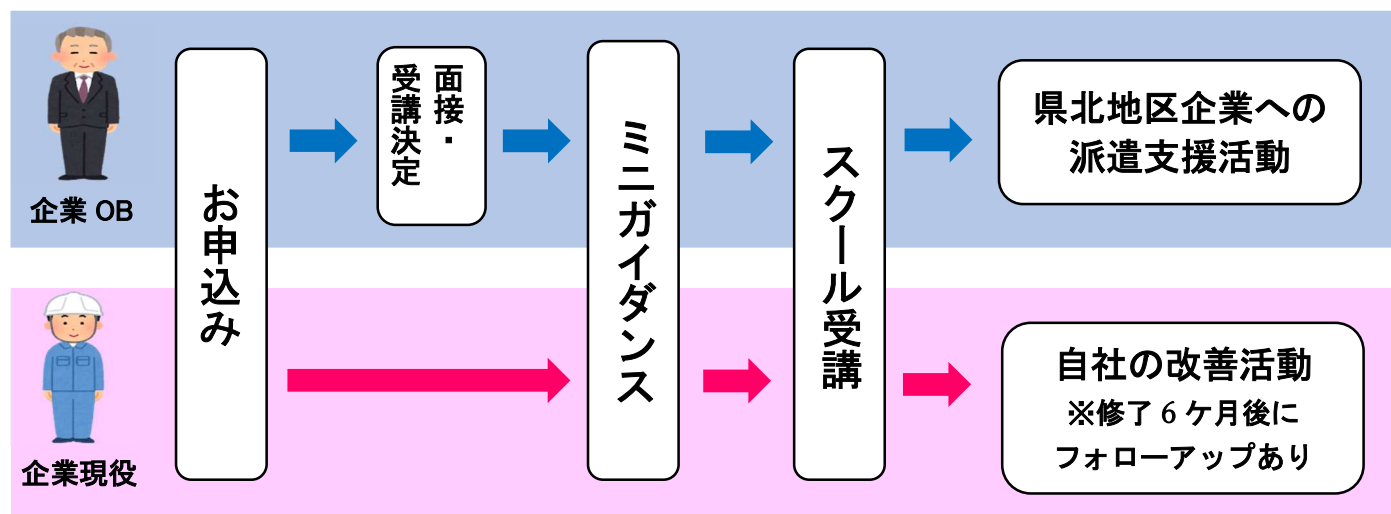 企業 OB
お申込み
面接・
受講決定
ミニガイダンス
スクール受講
県北地区企業への
派遣支援活動
企業現役
自社の改善活動
※修了 6 ケ月後に
フォローアップあり